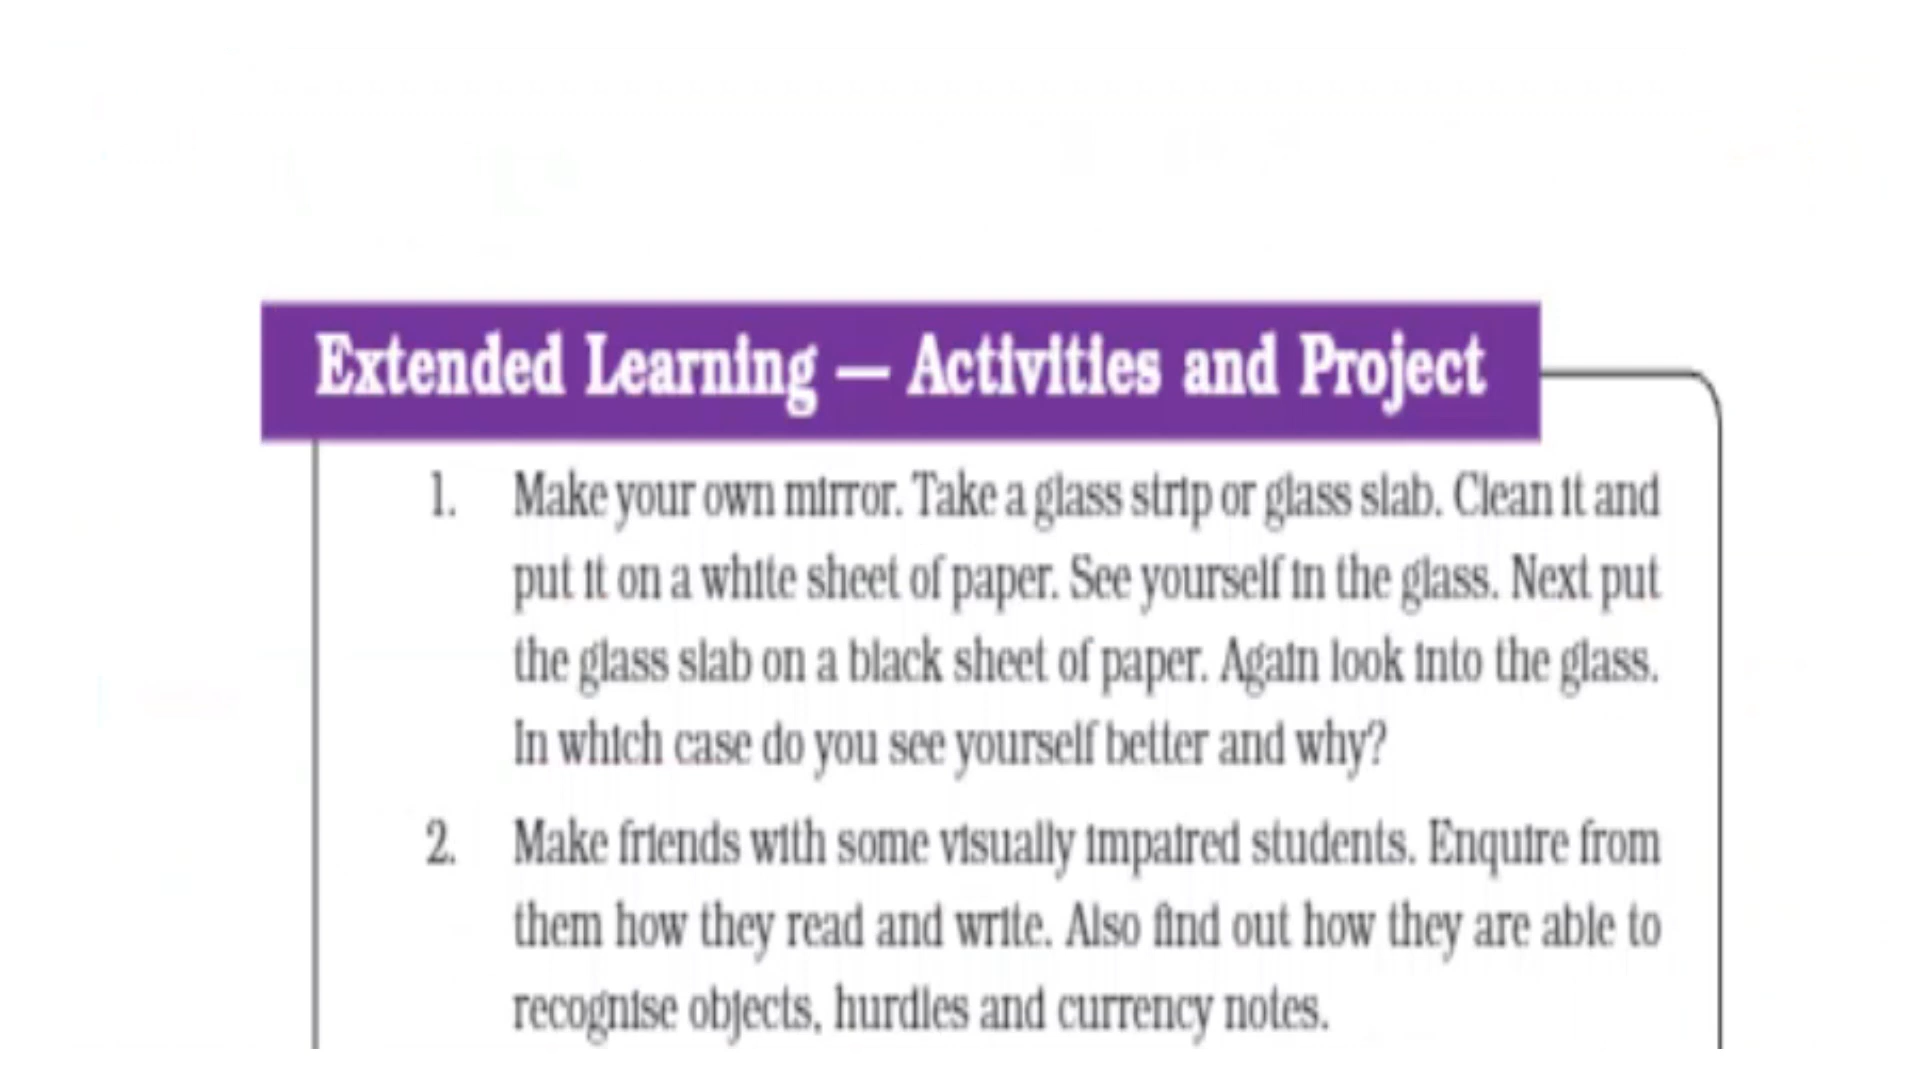 Extended Learning — Activities and Project
1. Make your own mirror. Take a glass strip or glass slab. Clean it and
put it on a white sheet of paper. See yourself in the glass. Next put
the glass slab on a black sheet of paper. Again look into the glass.
In which case do you see yourself better and why?
2. Make friends with some visually impaired students. Enquire from
them how they read and write. Also find out how they are able to
recognise objects, hurdles and currency notes.